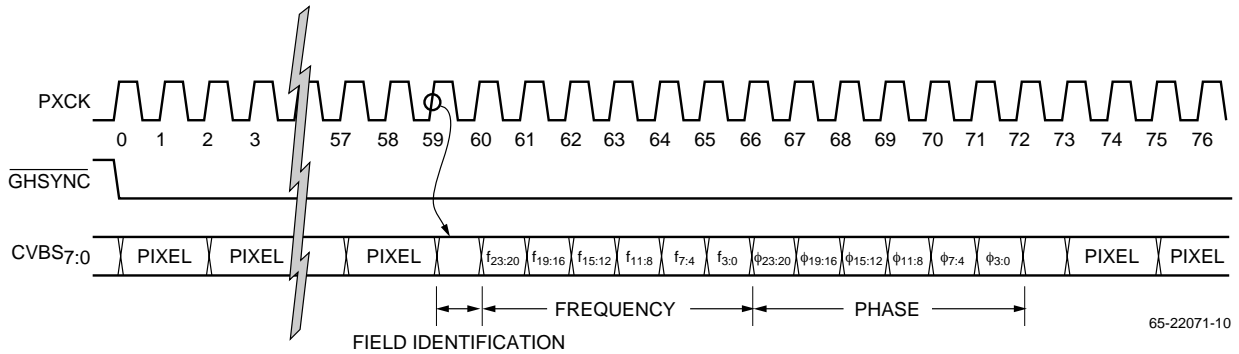 PXCK
0 1 2 3 57 58 59 60 61 62 63 64 65 66 67 68 69 70 71 72 73 74 75 76
GHSYNC
CVBS7:0 PIXEL PIXEL PIXEL f23:20 f19:16 f15:12 f11:8 f7:4 f3:0 ϕ23:20 ϕ19:16 ϕ15:12 ϕ11:8 ϕ7:4 ϕ3:0 PIXEL PIXEL
FREQUENCY PHASE
FIELD IDENTIFICATION
65-22071-10